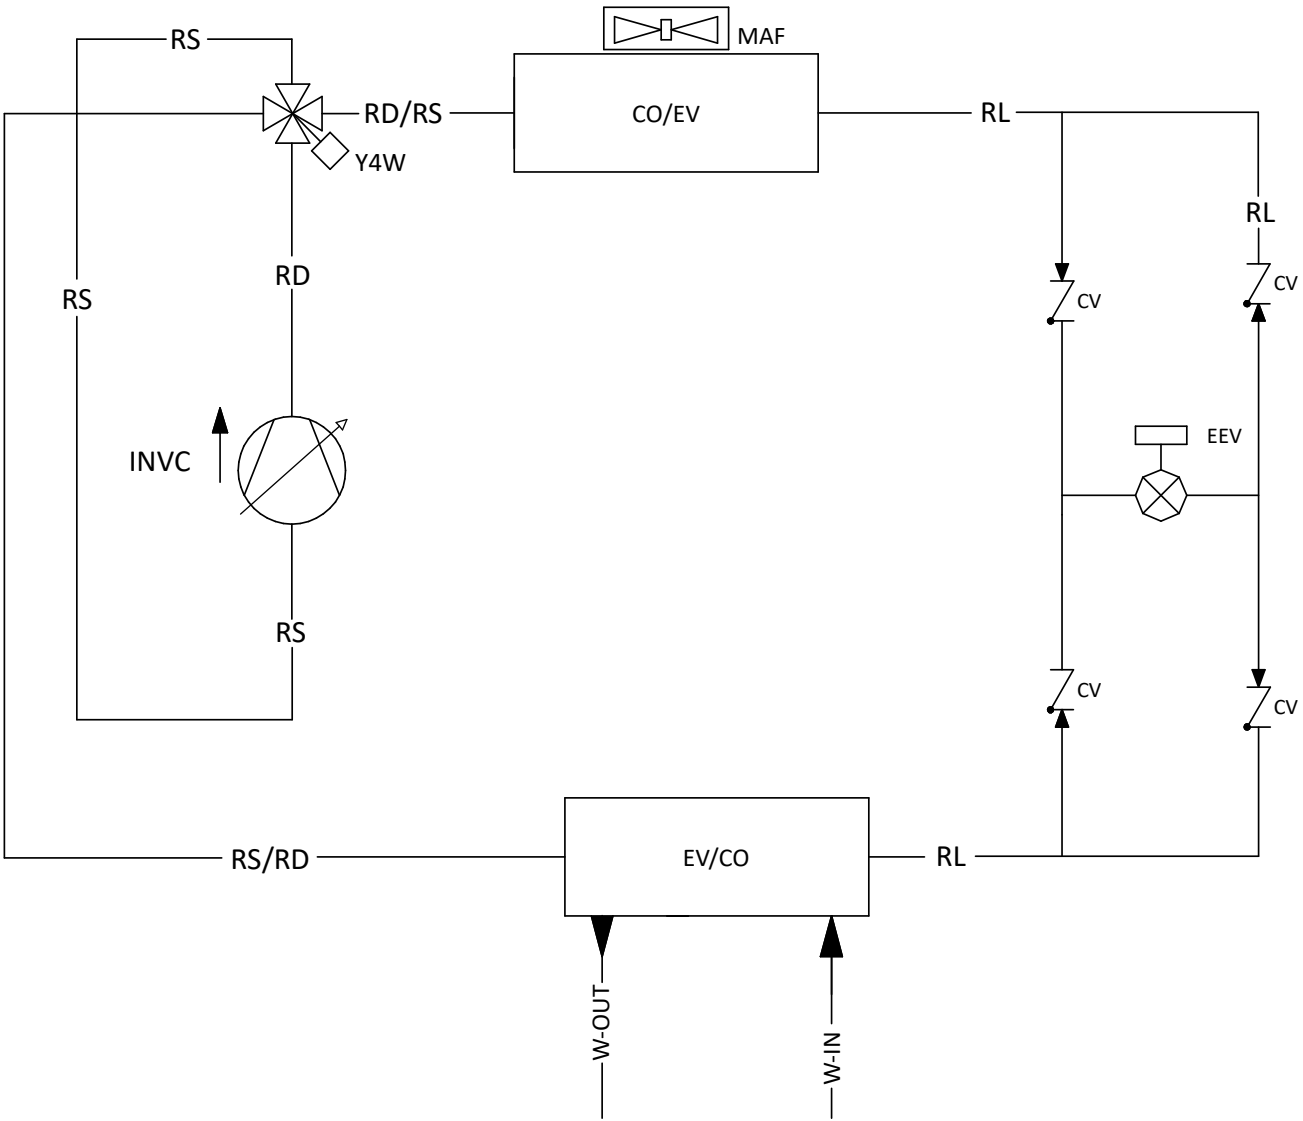 RS
MAF
RD/RS
CO/EV
RL
Y4W
RL
RD
RS
CV
CV
INVC
EEV
RS
CV
CV
RS/RD
EV/CO
RL
W-OUT
W-IN